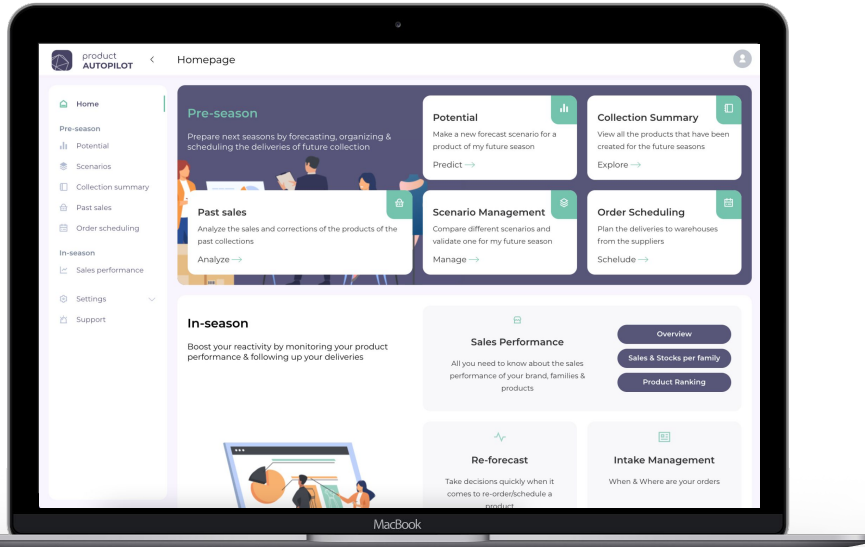 product
AUTOPILOT
Homepage
Home
Pre-season
Potential
Scenarios
Collection summary
Past sales
Order scheduling
In-season
Sales performance
Settings
Support
Pre-season
Prepare next seasons by forecasting, organizing &
scheduling the deliveries of future collection
Potential
Make a new forecast scenario for a
product of my future season
Predict
Collection Summary
View all the products that have been
created for the future seasons
Explore
Past sales
Analyze the sales and corrections of the products of the
past collections
Analyze
Scenario Management
Compare different scenarios and
validate one for my future season
Manage
Order Scheduling
Plan the deliveries to warehouses
from the suppliers
Schelude
In-season
Boost your reactivity by monitoring your product
performance & following up your deliveries
Sales Performance
All you need to know about the sales
performance of your brand, families &
products
Overview
Sales & Stocks per family
Product Ranking
Re-forecast
Take decisions quickly when it
comes to re-order/schedule a
product
Intake Management
When & Where are your orders
MacBook